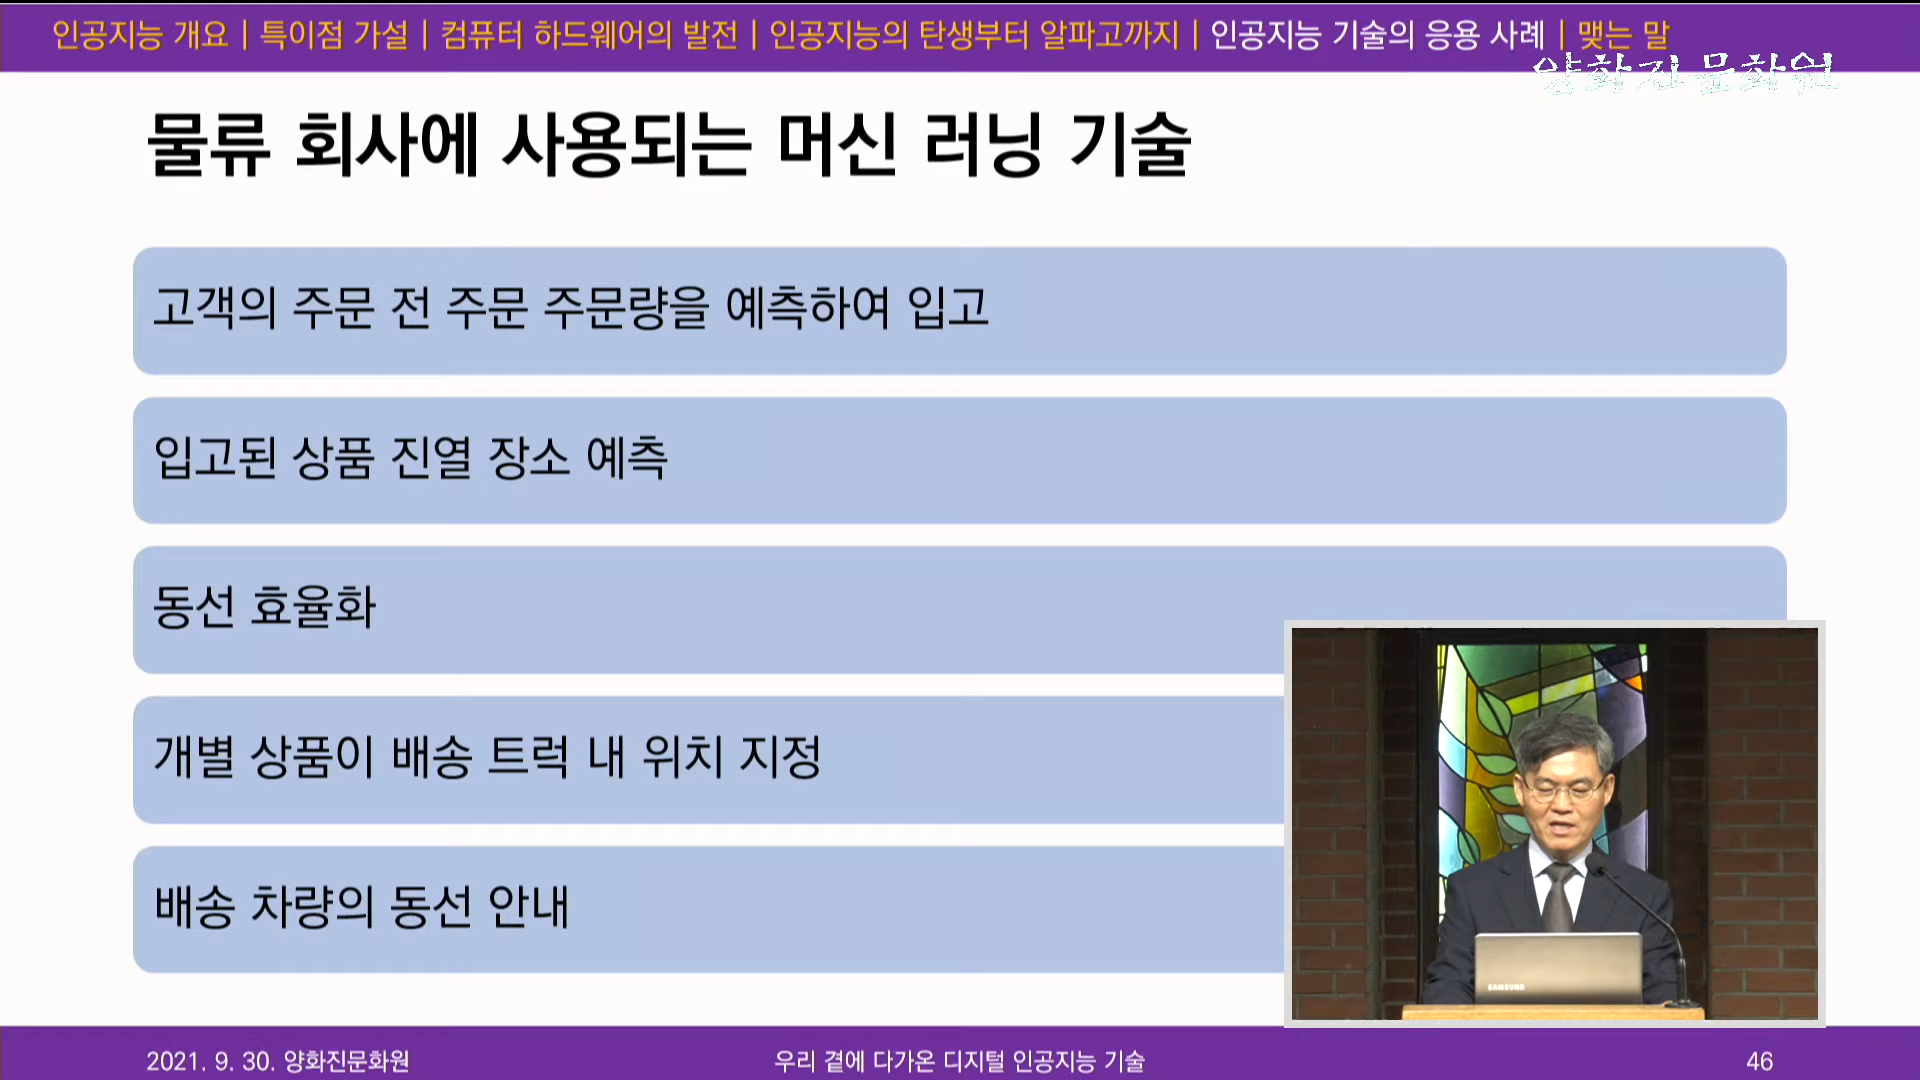 인공지능 개요 | 특이점 가설 | 컴퓨터 하드웨어의 발전 | 인공지능의 탄생부터 알파고까지 | 인공지능 기술의 응용 사례 | 맺는 말
양화진문화원
물류 회사에 사용되는 머신 러닝 기술
고객의 주문 전 주문 주문량을 예측하여 입고
입고된 상품 진열 장소 예측
동선 효율화
개별 상품이 배송 트럭 내 위치 지정
배송 차량의 동선 안내
SAMSUNG
2021. 9. 30. 양화진문화원
우리 곁에 다가온 디지털 인공지능 기술
46